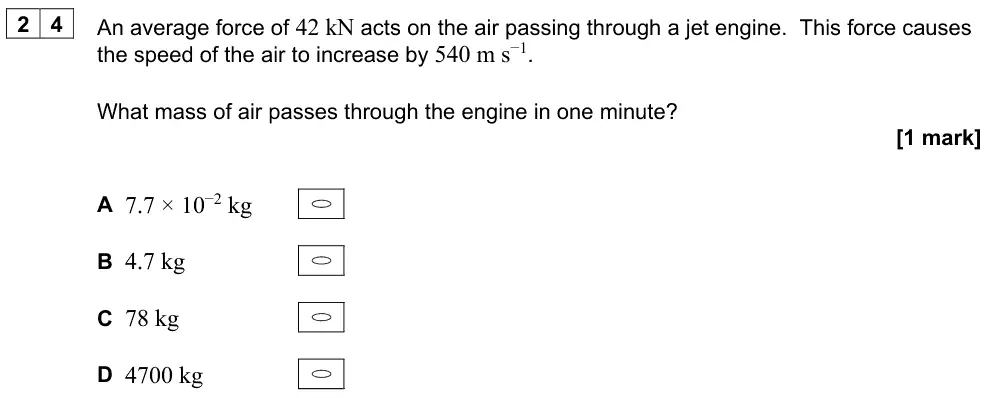 2 4 An average force of 42 kN acts on the air passing through a jet engine. This force causes
the speed of the air to increase by 540 m s⁻¹.
What mass of air passes through the engine in one minute?
[1 mark]
A 7.7 × 10⁻² kg
B 4.7 kg
C 78 kg
D 4700 kg